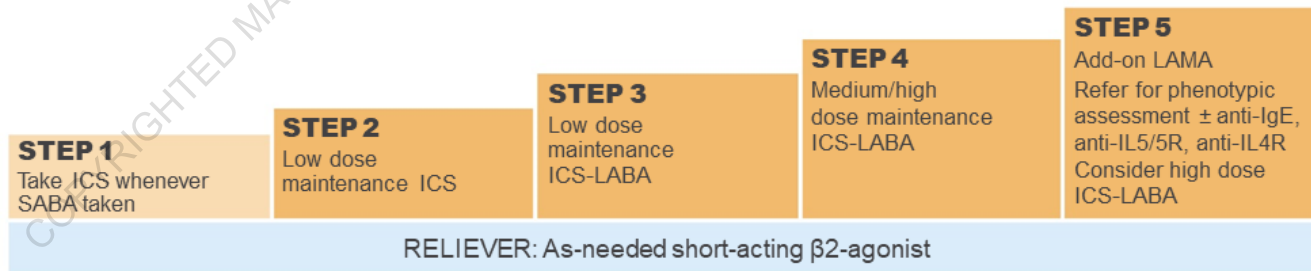 COPYRIGHTED MA
STEP 1
Take ICS whenever
SABA taken
STEP 2
Low dose
maintenance ICS
STEP 3
Low dose
maintenance
ICS-LABA
STEP 4
Medium/high
dose maintenance
ICS-LABA
STEP 5
Add-on LAMA
Refer for phenotypic
assessment ± anti-IgE,
anti-IL5/5R, anti-IL4R
Consider high dose
ICS-LABA
RELIEVER: As-needed short-acting β2-agonist